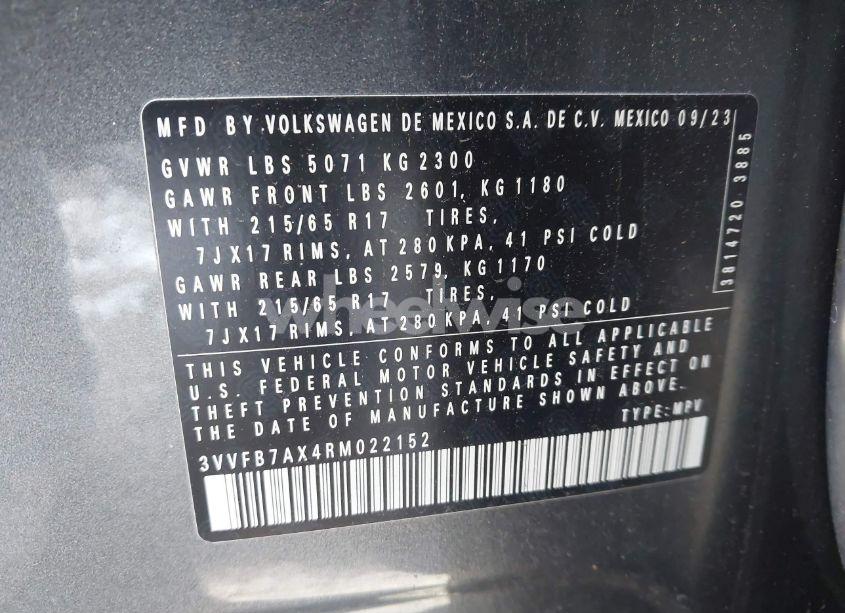 MFD BY VOLKSWAGEN DE MEXICO S.A. DE C.V. MEXICO 09/23
GVWR LBS 5071 KG 2300
GAWR FRONT LBS 2601, KG 1180
WITH 215/65 R17 TIRES,
7JX17 RIMS, AT 280 KPA, 41 PSI COLD
GAWR REAR LBS 2579, KG 1170
WITH 215/65 R17 TIRES,
7JX17 RIMS, AT 280 KPA, 41 PSI COLD
THIS VEHICLE CONFORMS TO ALL APPLICABLE
U.S. FEDERAL MOTOR VEHICLE SAFETY AND
THEFT PREVENTION STANDARDS IN EFFECT ON
THE DATE OF MANUFACTURE SHOWN ABOVE.
TYPE: MPV
3VVFB7AX4RM022152
3814720 3885
wheelwise